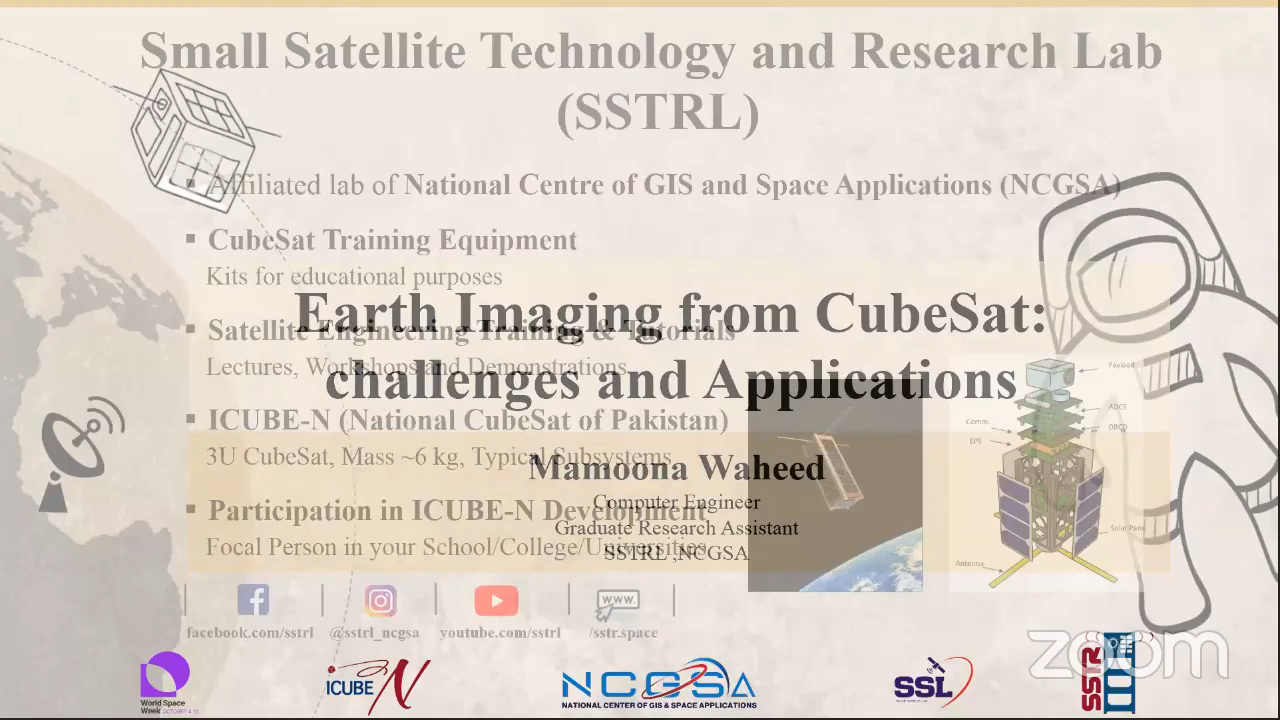 Small Satellite Technology and Research Lab
(SSTRL)
▪ Affiliated lab of National Centre of GIS and Space Applications (NCGSA)
▪ CubeSat Training Equipment
Kits for educational purposes
▪ Satellite Engineering Training & Tutorials
Lectures, Workshops and Demonstrations
▪ ICUBE-N (National CubeSat of Pakistan)
3U CubeSat, Mass ~6 kg, Typical Subsystems
▪ Participation in ICUBE-N Development
Focal Person in your School/College/Universities
Earth Imaging from CubeSat:
challenges and Applications
Mamoona Waheed
Computer Engineer
Graduate Research Assistant
SSTRL ,NCGSA
Payload
ADCS
OBCD
Comm.
EPS
Solar Panel
Antenna
facebook.com/sstrl
@sstrl_ncgsa
youtube.com/sstrl
www.
/sstr.space
World Space
Week OCTOBER 4-10
ICUBE N
NCGSA
NATIONAL CENTER OF GIS & SPACE APPLICATIONS
SSL
SSTR
zoom